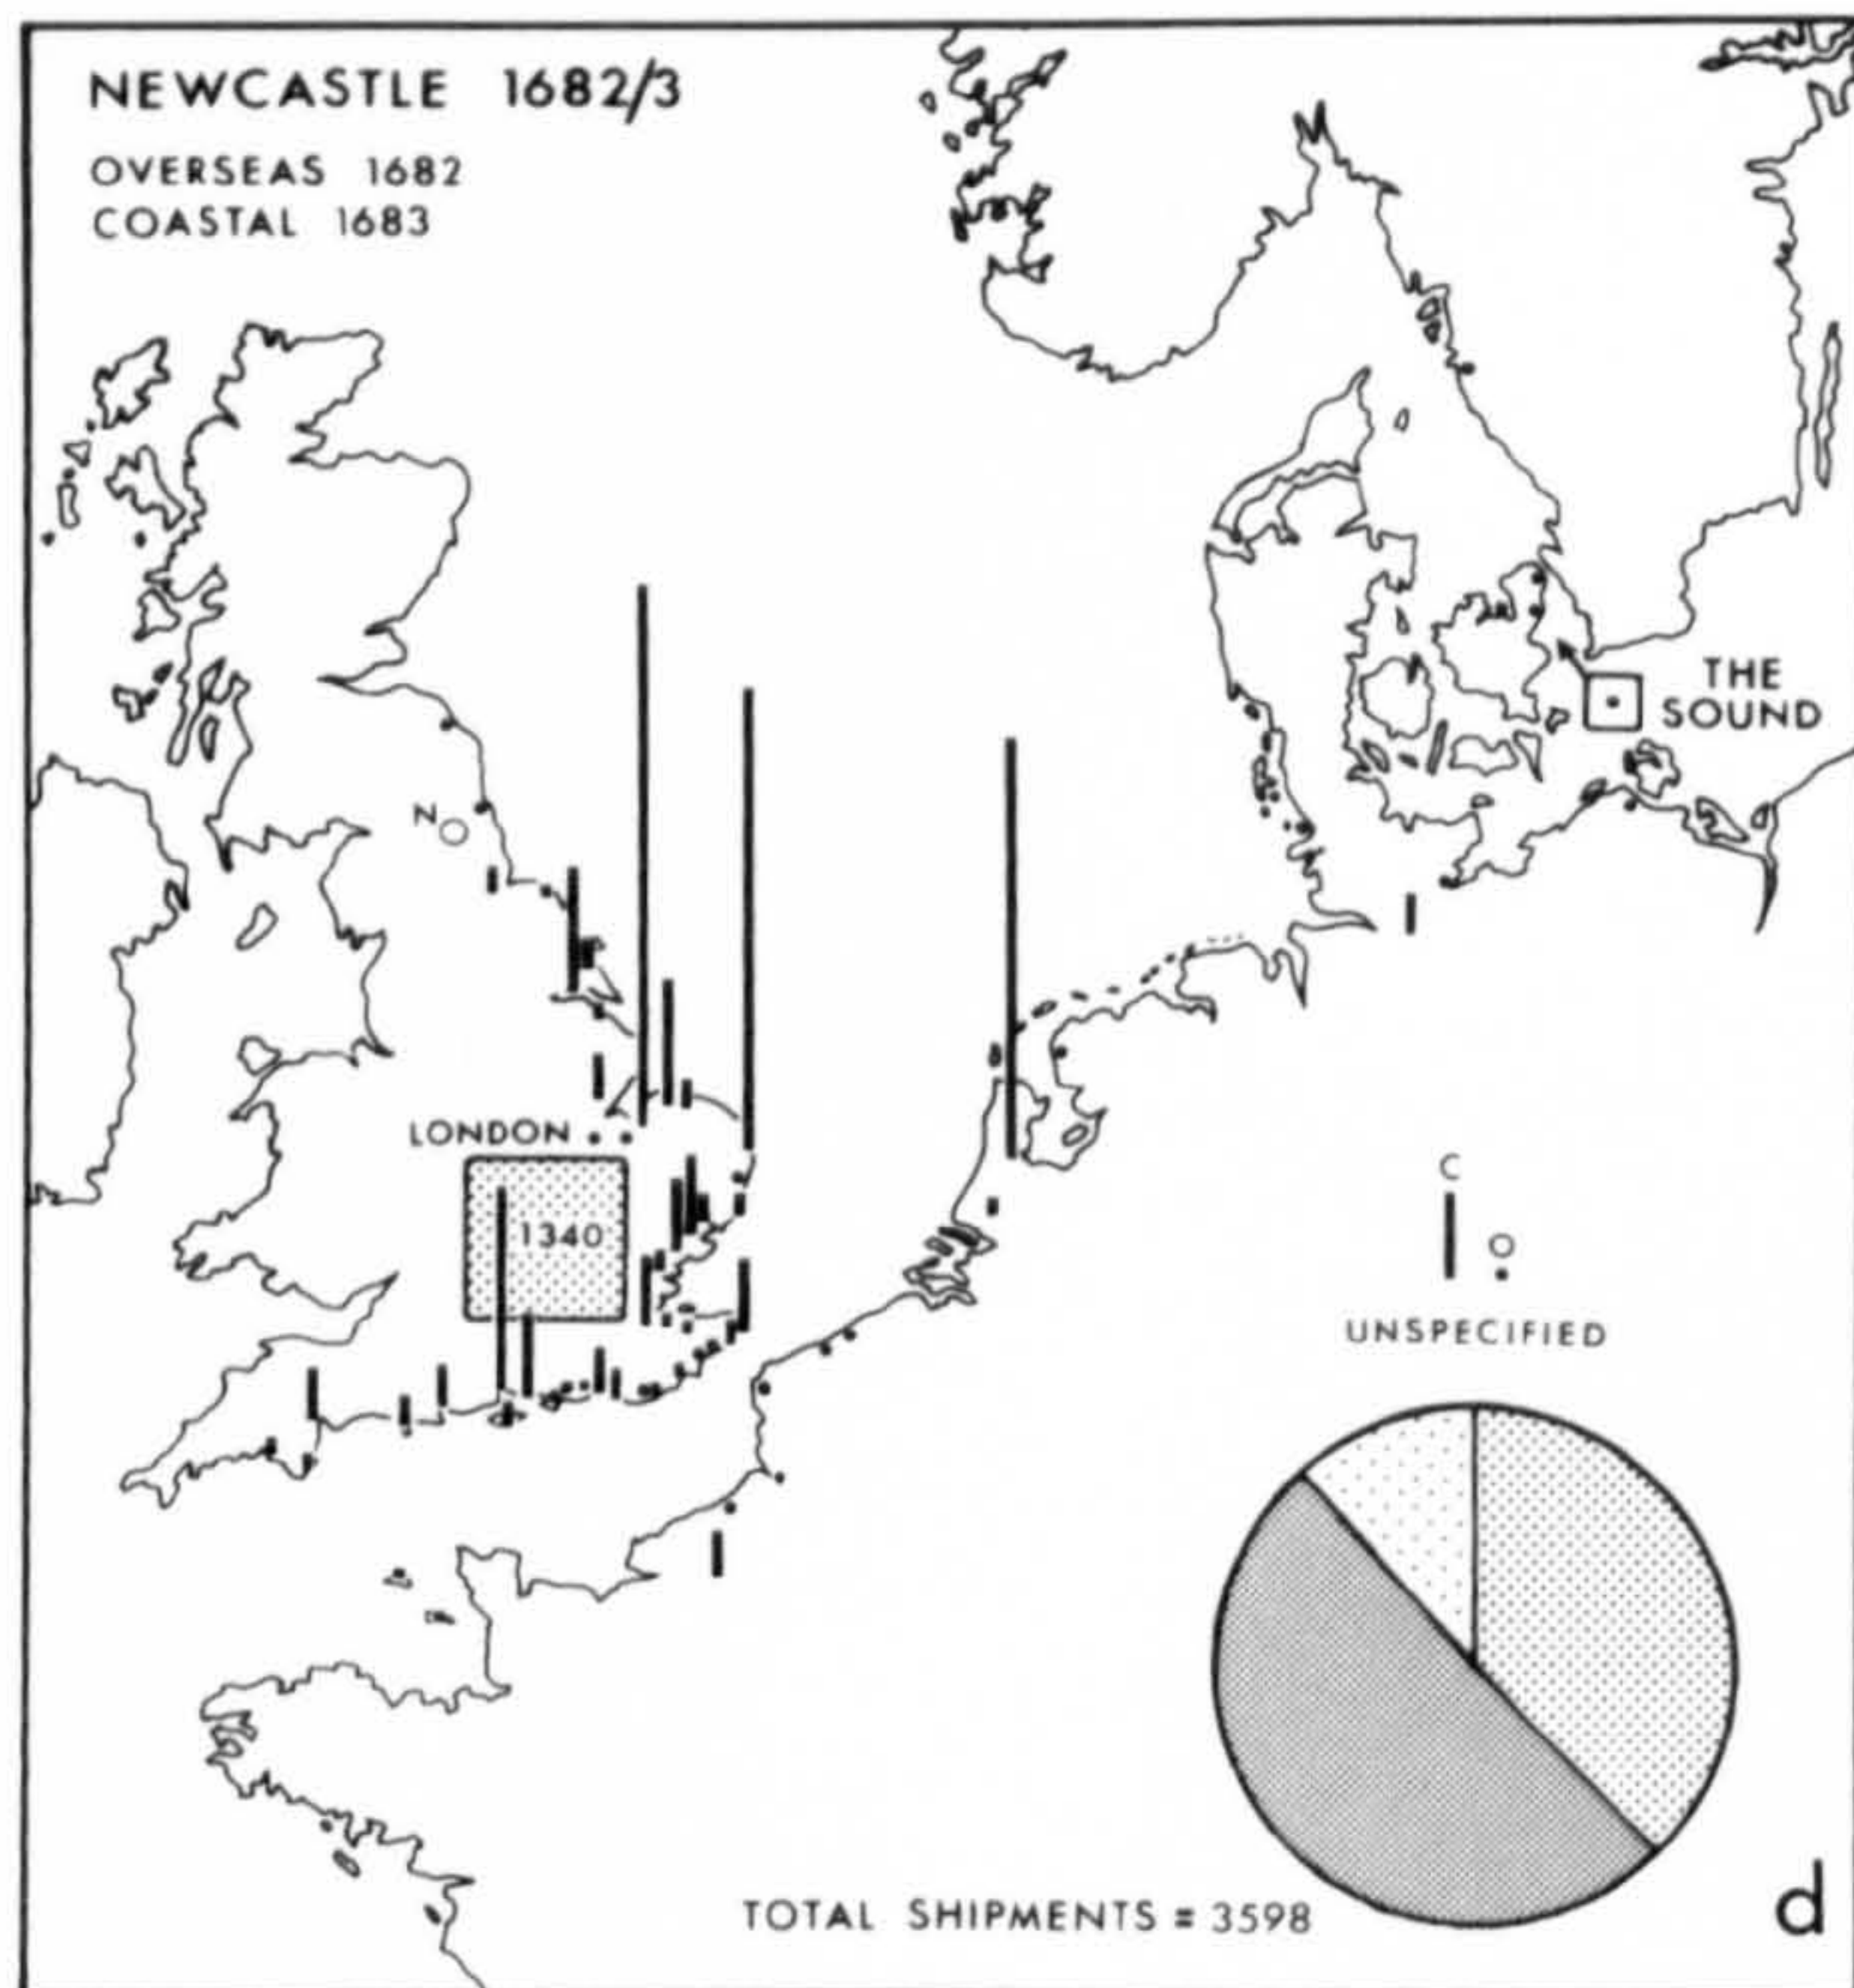 NEWCASTLE 1682/3
OVERSEAS 1682
COASTAL 1683
THE
SOUND
N
LONDON
1340
C
O
UNSPECIFIED
TOTAL SHIPMENTS = 3598
d